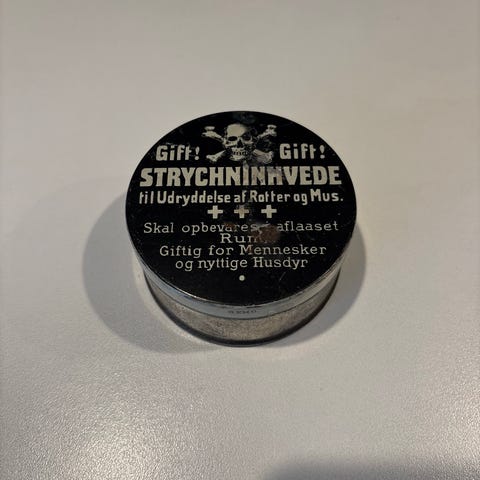 Gift! Gift!
STRYCHNINHVEDE
til Udryddelse af Rotter og Mus.
+ + +
Skal opbevares aflaaset
Rum.
Giftig for Mennesker
og nyttige Husdyr